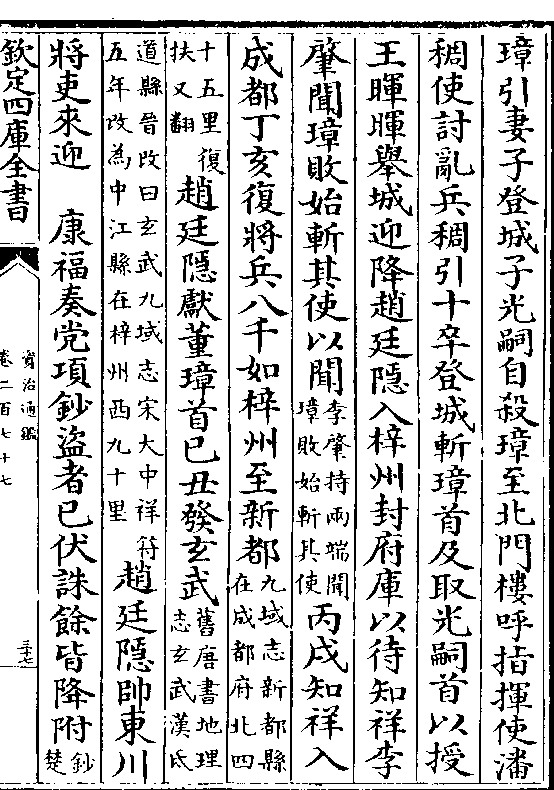 璋引妻子登城子光嗣自殺璋至北門樓呼指揮使潘
稠使討亂兵稠引十卒登城斬璋首及取光嗣首以授
王暉暉舉城迎降趙廷隱入梓州封府庫以待知祥李
肇聞璋敗始斬其使以聞李肇持兩端聞璋敗始斬其使丙戌知祥入
成都丁亥復將兵八千如梓州至新都九域志新都縣在成都府北四
十五里復扶又翻趙廷隱獻董璋首己丑發玄武舊唐書地理志玄武漢氐
道縣晉改曰玄武九域志宋大中祥符五年改為中江縣在梓州西九十里趙廷隱帥東川
將吏來迎 康福奏党項鈔盜者已伏誅餘皆降附鈔楚
欽定四庫全書
資治通鑑
卷二百七十七
三十七